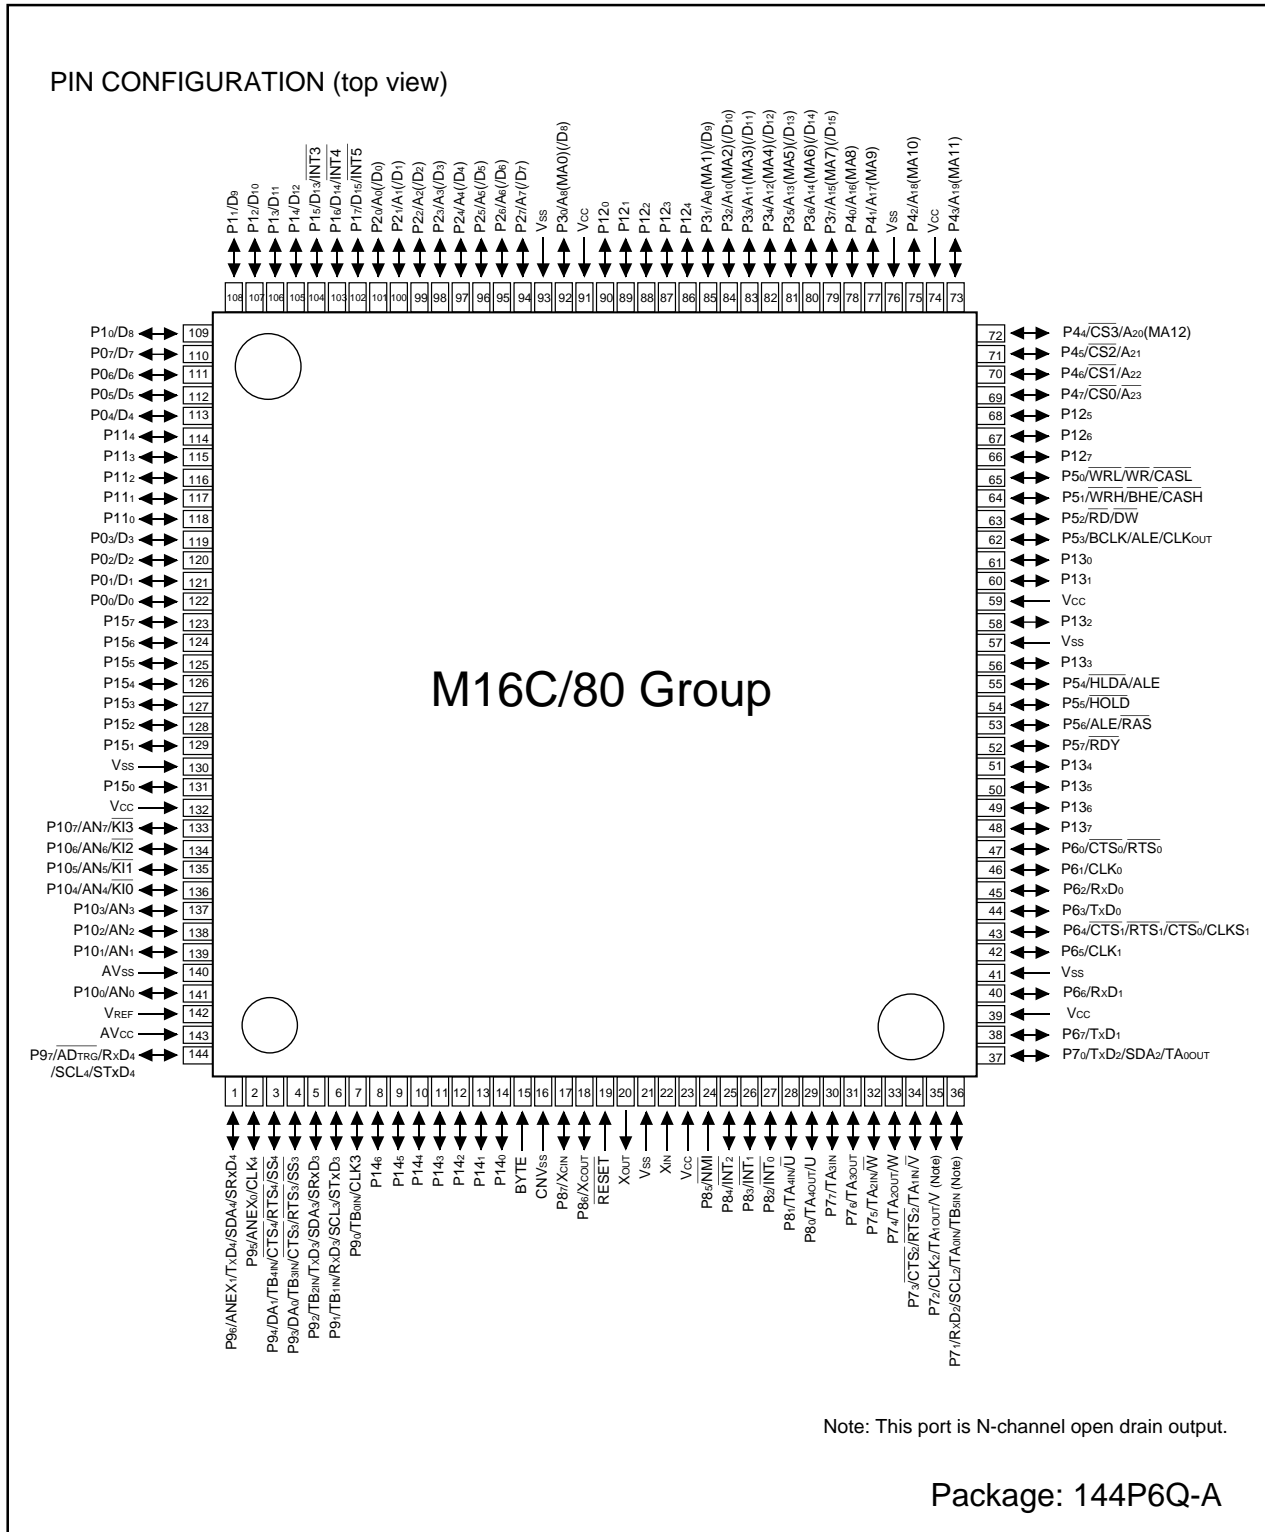 PIN CONFIGURATION (top view)
P11/D9
P12/D10
P13/D11
P14/D12
P15/D13/INT3
P16/D14/INT4
P17/D15/INT5
P20/A0(/D0)
P21/A1(/D1)
P22/A2(/D2)
P23/A3(/D3)
P24/A4(/D4)
P25/A5(/D5)
P26/A6(/D6)
P27/A7(/D7)
Vss
P30/A8(MA0)(/D8)
Vcc
P120
P121
P122
P123
P124
P31/A9(MA1)(/D9)
P32/A10(MA2)(/D10)
P33/A11(MA3)(/D11)
P34/A12(MA4)(/D12)
P35/A13(MA5)(/D13)
P36/A14(MA6)(/D14)
P37/A15(MA7)(/D15)
P40/A16(MA8)
P41/A17(MA9)
Vss
P42/A18(MA10)
Vcc
P43/A19(MA11)
108 107 106 105 104 103 102 101 100 99 98 97 96 95 94 93 92 91 90 89 88 87 86 85 84 83 82 81 80 79 78 77 76 75 74 73
P10/D8 109
P07/D7 110
P06/D6 111
P05/D5 112
P04/D4 113
P114 114
P113 115
P112 116
P111 117
P110 118
P03/D3 119
P02/D2 120
P01/D1 121
P00/D0 122
P157 123
P156 124
P155 125
P154 126
P153 127
P152 128
P151 129
Vss 130
P150 131
Vcc 132
P107/AN7/KI3 133
P106/AN6/KI2 134
P105/AN5/KI1 135
P104/AN4/KI0 136
P103/AN3 137
P102/AN2 138
P101/AN1 139
AVss 140
P100/AN0 141
VREF 142
AVcc 143
P97/ADTRG/RxD4 144
/SCL4/STxD4
M16C/80 Group
72 P44/CS3/A20(MA12)
71 P45/CS2/A21
70 P46/CS1/A22
69 P47/CS0/A23
68 P125
67 P126
66 P127
65 P50/WRL/WR/CASL
64 P51/WRH/BHE/CASH
63 P52/RD/DW
62 P53/BCLK/ALE/CLKOUT
61 P130
60 P131
59 Vcc
58 P132
57 Vss
56 P133
55 P54/HLDA/ALE
54 P55/HOLD
53 P56/ALE/RAS
52 P57/RDY
51 P134
50 P135
49 P136
48 P137
47 P60/CTS0/RTS0
46 P61/CLK0
45 P62/RxD0
44 P63/TxD0
43 P64/CTS1/RTS1/CTS0/CLKS1
42 P65/CLK1
41 Vss
40 P66/RxD1
39 Vcc
38 P67/TxD1
37 P70/TxD2/SDA2/TA0OUT
1 2 3 4 5 6 7 8 9 10 11 12 13 14 15 16 17 18 19 20 21 22 23 24 25 26 27 28 29 30 31 32 33 34 35 36
P96/ANEX1/TxD4/SDA4/SRxD4
P95/ANEX0/CLK4
P94/DA1/TB4IN/CTS4/RTS4/SS4
P93/DA0/TB3IN/CTS3/RTS3/SS3
P92/TB2IN/TxD3/SDA3/SRxD3
P91/TB1IN/RxD3/SCL3/STxD3
P90/TB0IN/CLK3
P146
P145
P144
P143
P142
P141
P140
BYTE
CNVss
P87/XCIN
P86/XCOUT
RESET
XOUT
Vss
XIN
Vcc
P85/NMI
P84/INT2
P83/INT1
P82/INT0
P81/TA4IN/U
P80/TA4OUT/U
P77/TA3IN
P76/TA3OUT
P75/TA2IN/W
P74/TA2OUT/W
P73/CTS2/RTS2/TA1IN/V
P72/CLK2/TA1OUT/V (Note)
P71/RxD2/SCL2/TA0IN/TB5IN (Note)
Note: This port is N-channel open drain output.
Package: 144P6Q-A